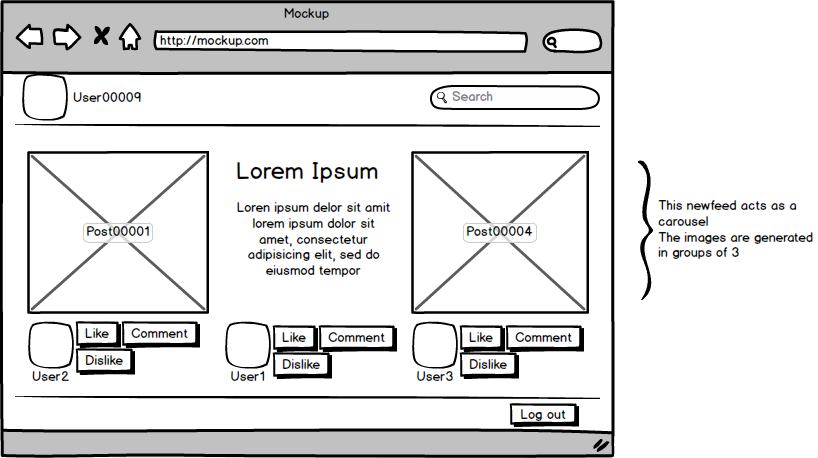 Mockup
http://mockup.com
User00009
Search
Post00001
Lorem Ipsum
Loren ipsum delor sit amit
lorem ipsum dolor sit
amet, consectetur
adipisicing elit, sed do
eiusmod tempor
Post00004
This newfeed acts as a
carousel
The images are generated
in groups of 3
Like
Comment
Dislike
User2
Like
Comment
Dislike
User1
Like
Comment
Dislike
User3
Log out